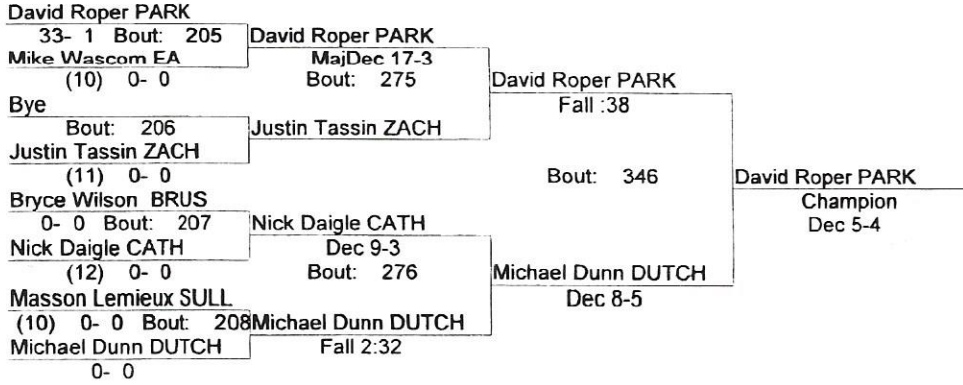 David Roper PARK
33- 1 Bout: 205 David Roper PARK
Mike Wascom EA MajDec 17-3
(10) 0- 0 Bout: 275 David Roper PARK
Bye Fall :38
Bout: 206 Justin Tassin ZACH
Justin Tassin ZACH
(11) 0- 0 Bout: 346 David Roper PARK
Bryce Wilson BRUS Champion
0- 0 Bout: 207 Nick Daigle CATH Dec 5-4
Nick Daigle CATH Dec 9-3
(12) 0- 0 Bout: 276 Michael Dunn DUTCH
Masson Lemieux SULL Dec 8-5
(10) 0- 0 Bout: 208 Michael Dunn DUTCH
Michael Dunn DUTCH Fall 2:32
0- 0